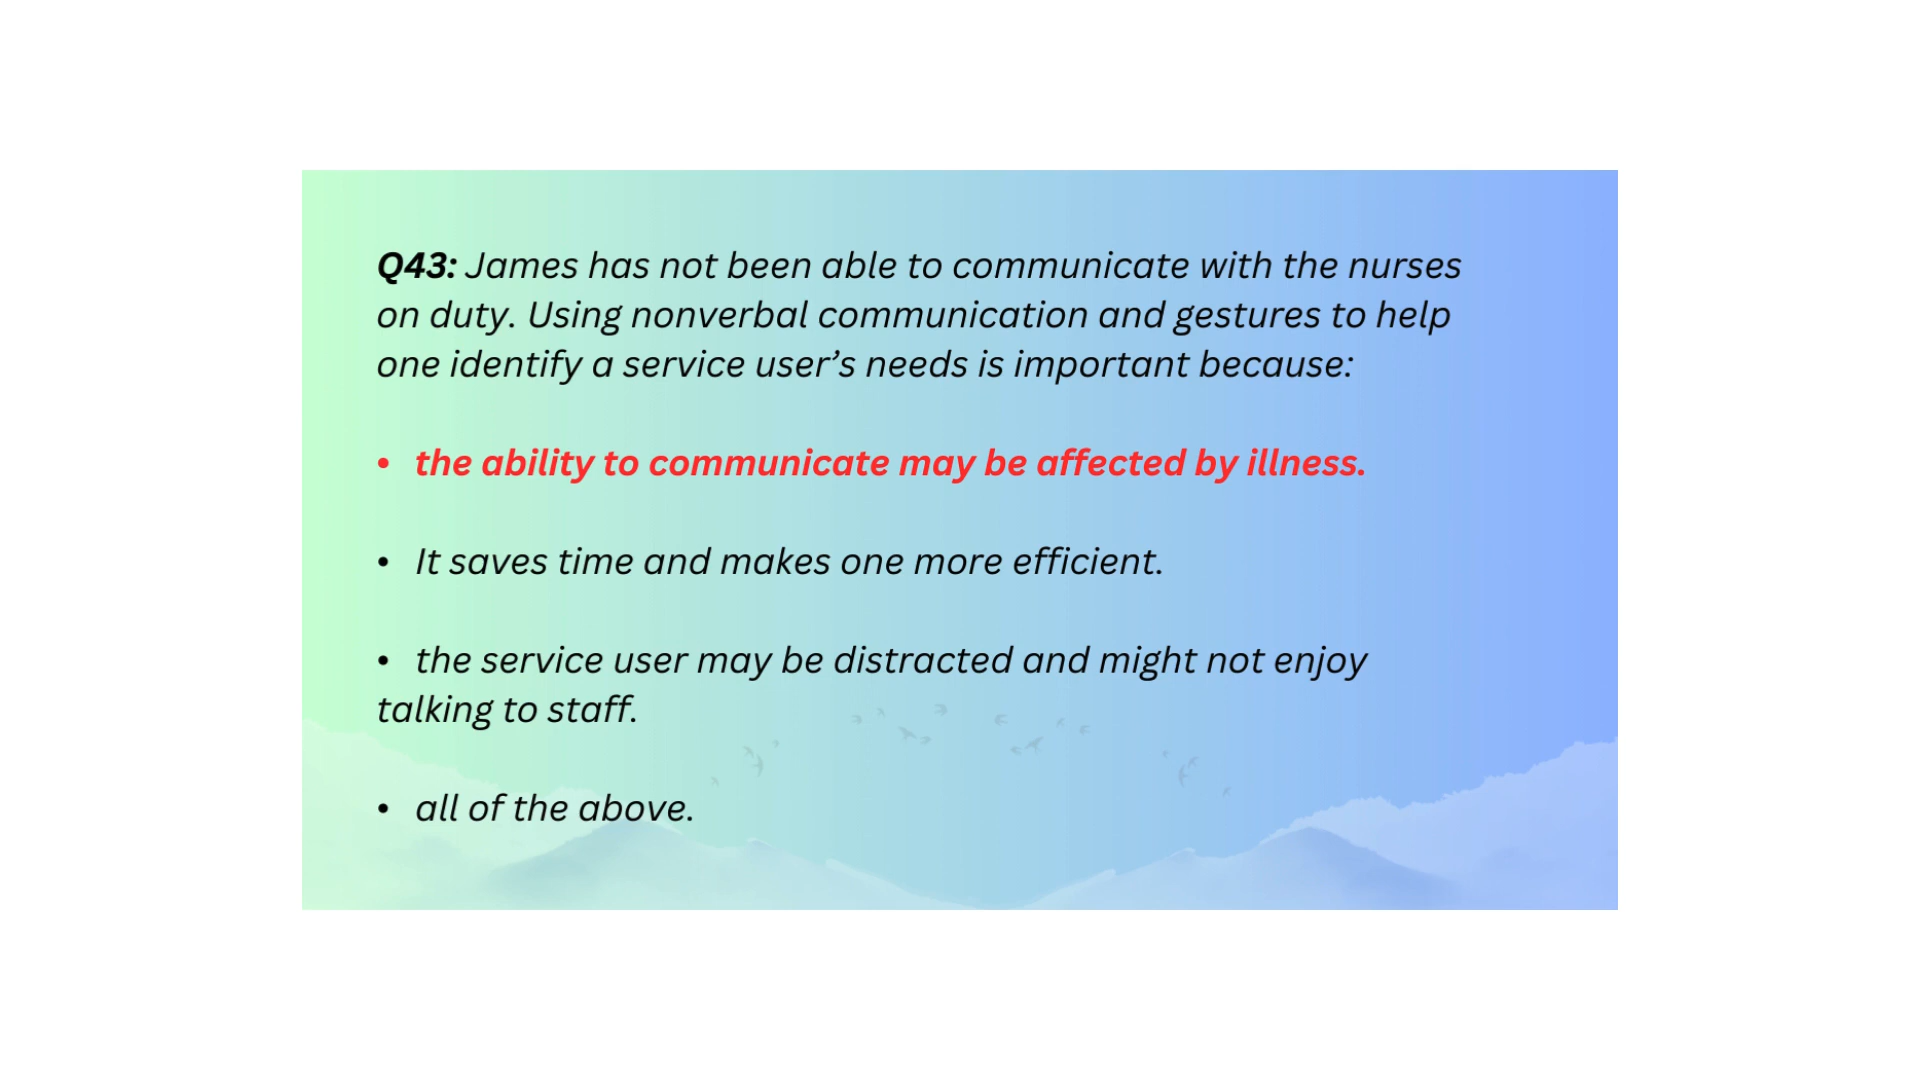 Q43: James has not been able to communicate with the nurses
on duty. Using nonverbal communication and gestures to help
one identify a service user’s needs is important because:
• the ability to communicate may be affected by illness.
• It saves time and makes one more efficient.
• the service user may be distracted and might not enjoy
talking to staff.
• all of the above.